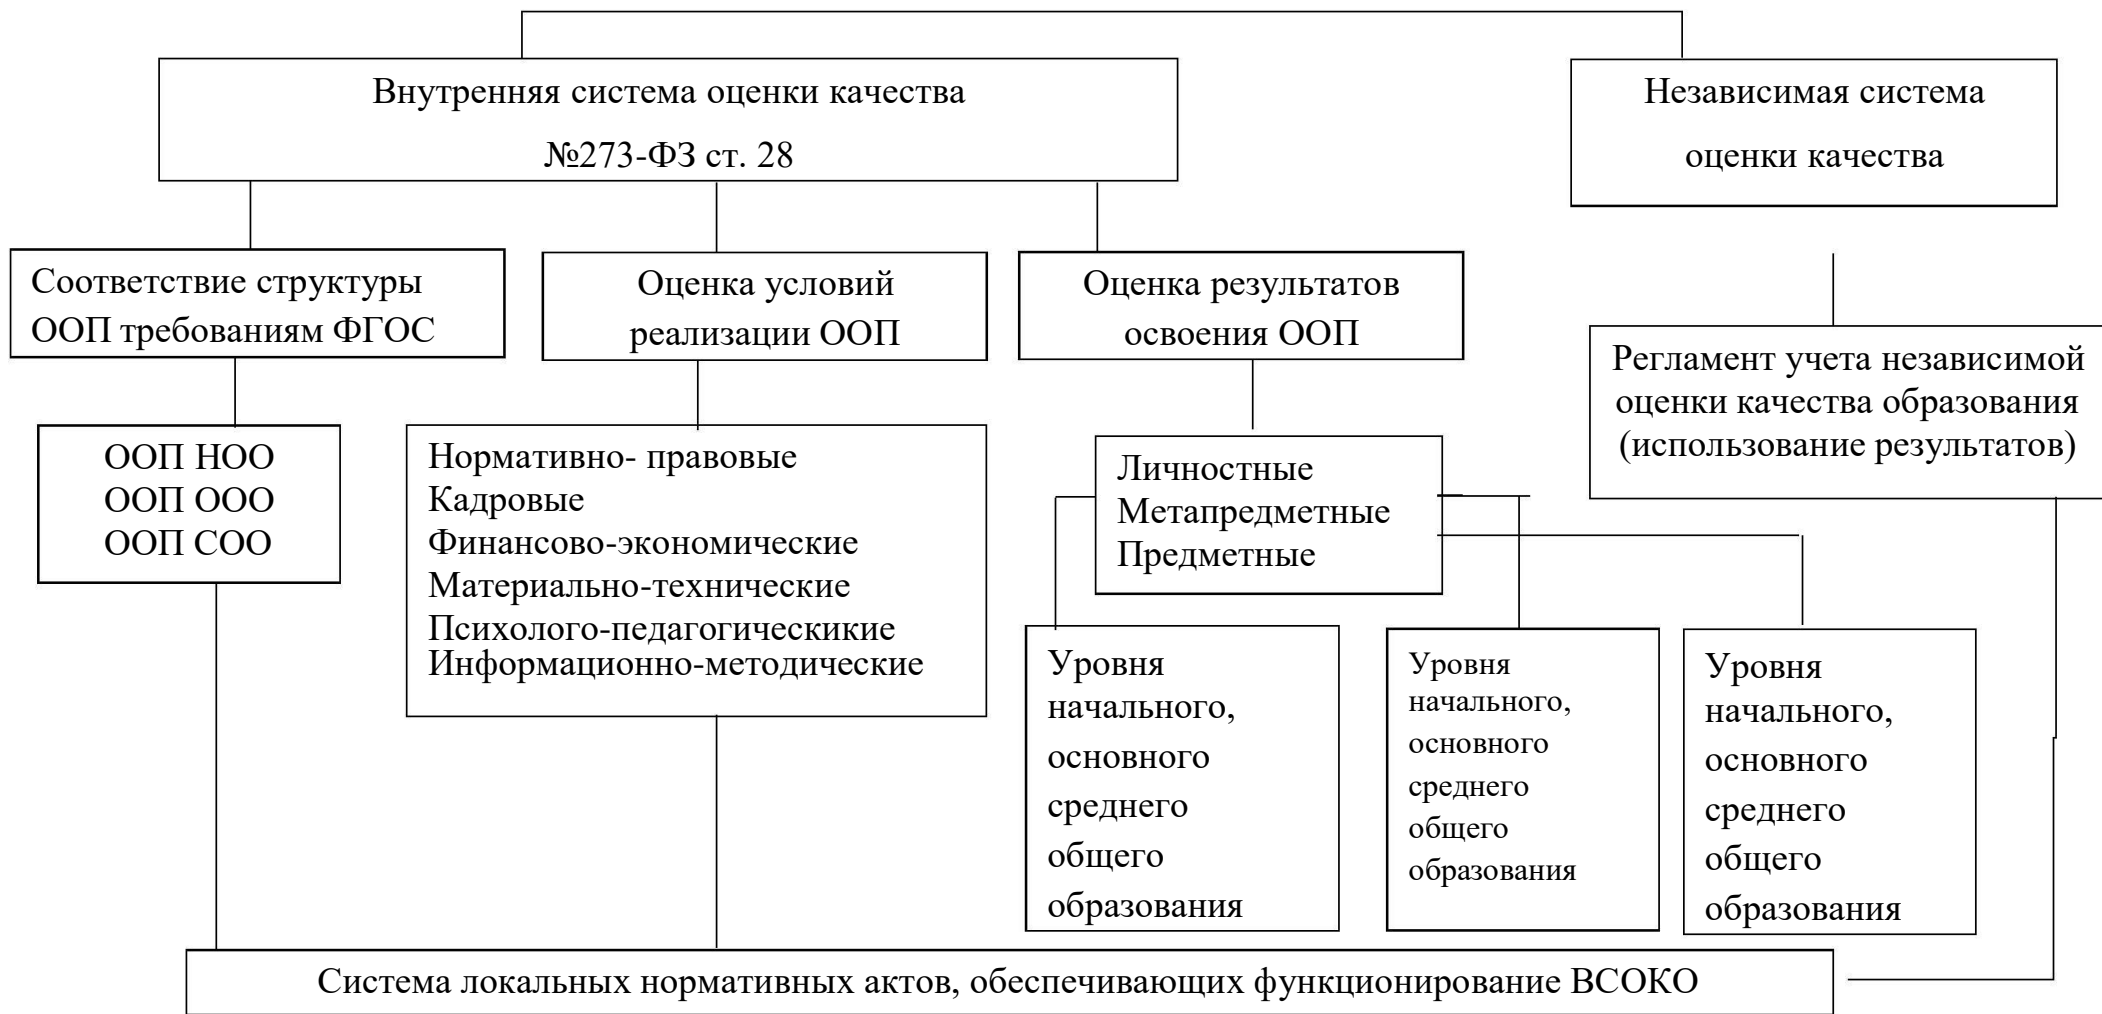 Внутренняя система оценки качества
№273-ФЗ ст. 28
Независимая система
оценки качества
Соответствие структуры
ООП требованиям ФГОС
Оценка условий
реализации ООП
Оценка результатов
освоения ООП
Регламент учета независимой
оценки качества образования
(использование результатов)
ООП НОО
ООП ООО
ООП СОО
Нормативно- правовые
Кадровые
Финансово-экономические
Материально-технические
Психолого-педагогическикие
Информационно-методические
Личностные
Метапредметные
Предметные
Уровня
начального,
основного
среднего
общего
образования
Уровня
начального,
основного
среднего
общего
образования
Уровня
начального,
основного
среднего
общего
образования
Система локальных нормативных актов, обеспечивающих функционирование ВСОКО